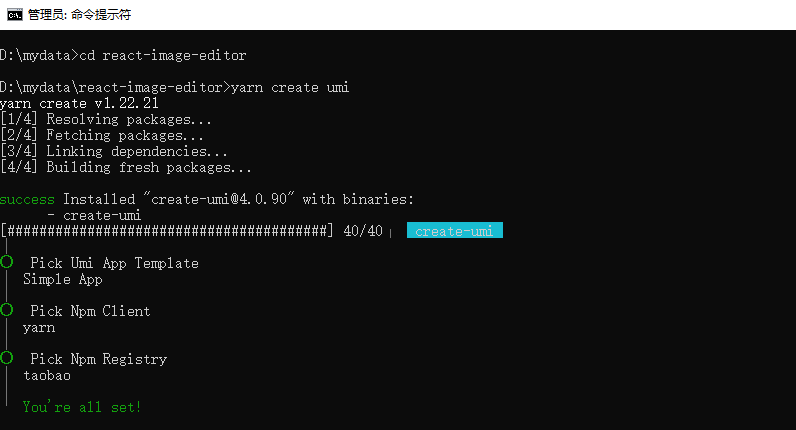 管理员: 命令提示符
D:\mydata>cd react-image-editor
D:\mydata\react-image-editor>yarn create umi
yarn create v1.22.21
[1/4] Resolving packages...
[2/4] Fetching packages...
[3/4] Linking dependencies...
[4/4] Building fresh packages...
success Installed "create-umi@4.0.90" with binaries:
- create-umi
[########################################] 40/40 create-umi
Pick Umi App Template
Simple App
Pick Npm Client
yarn
Pick Npm Registry
taobao
You're all set!